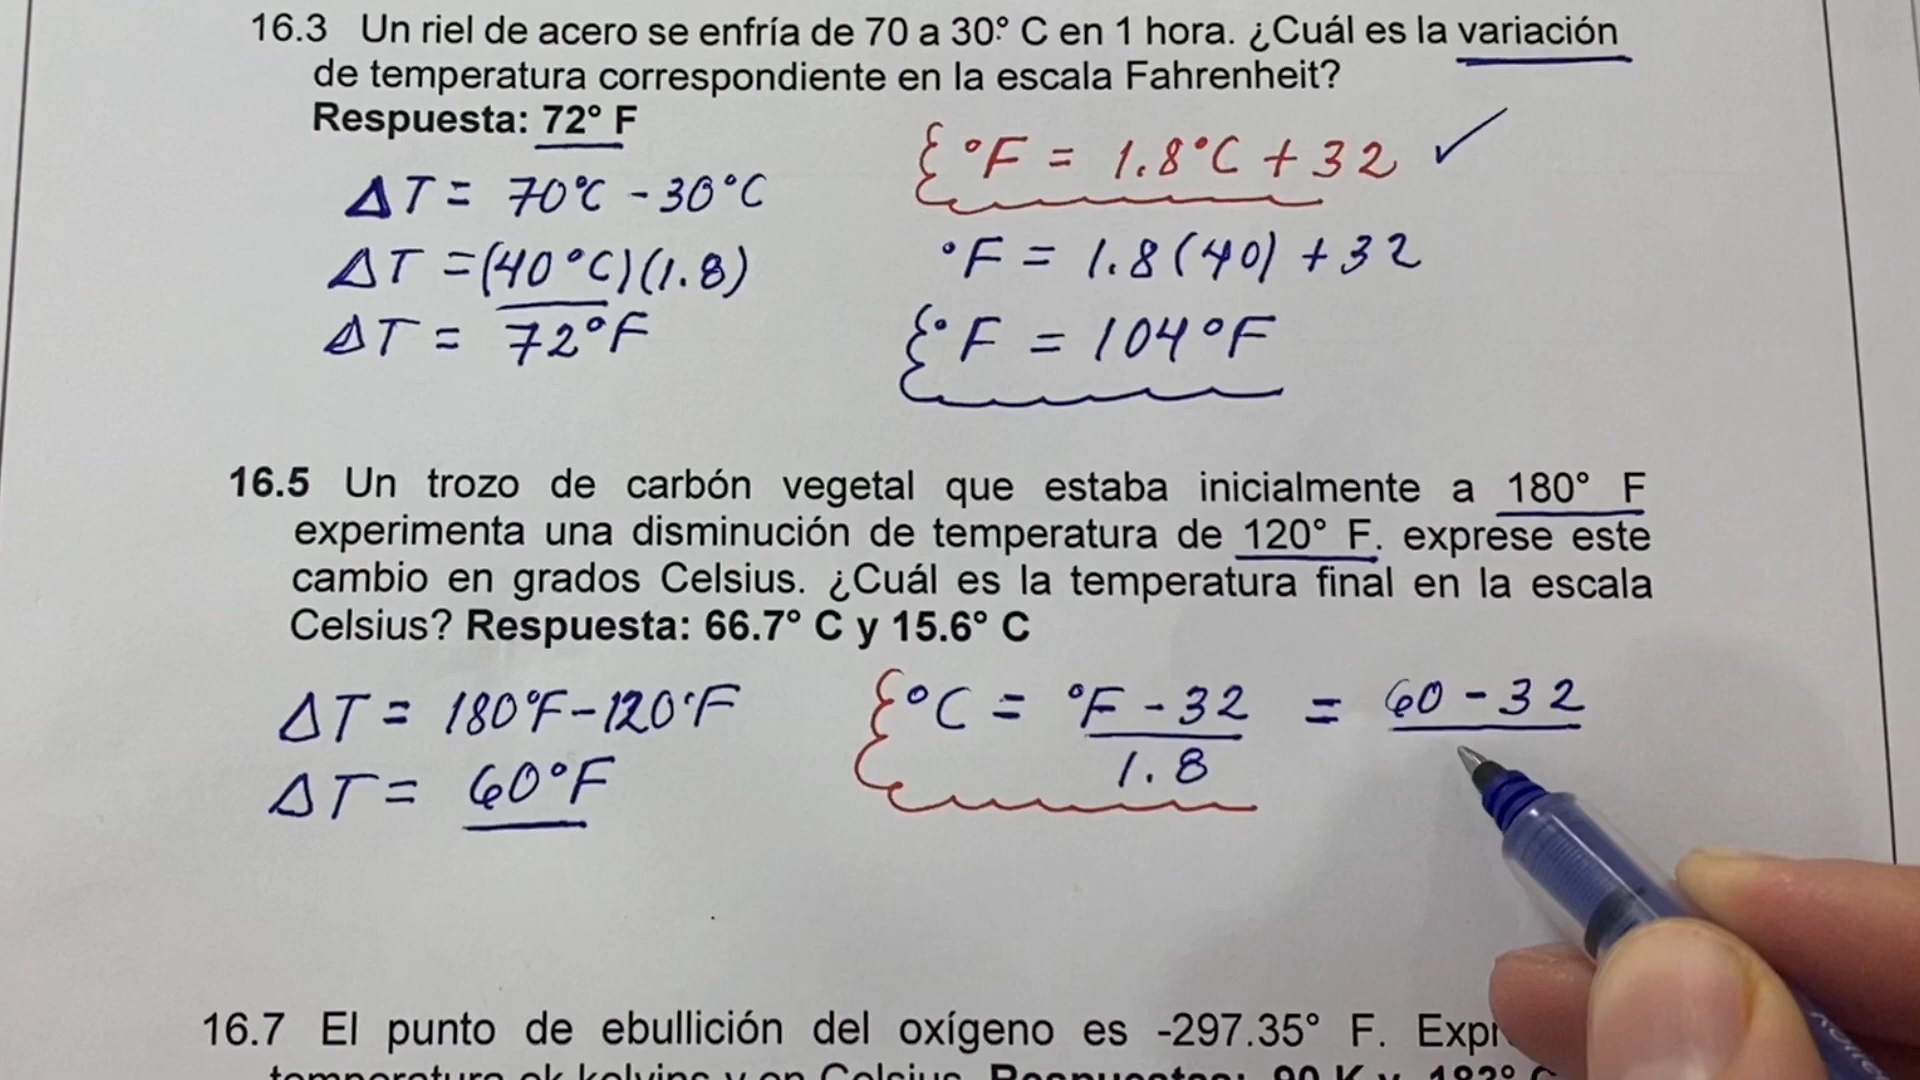 16.3 Un riel de acero se enfría de 70 a 30° C en 1 hora. ¿Cuál es la variación
de temperatura correspondiente en la escala Fahrenheit?
Respuesta: 72° F
ΔT = 70°C - 30°C
ΔT = (40°C)(1.8)
ΔT = 72°F
°F = 1.8°C + 32 ✓
°F = 1.8(40) + 32
°F = 104°F
16.5 Un trozo de carbón vegetal que estaba inicialmente a 180° F
experimenta una disminución de temperatura de 120° F. exprese este
cambio en grados Celsius. ¿Cuál es la temperatura final en la escala
Celsius? Respuesta: 66.7° C y 15.6° C
ΔT = 180°F - 120°F
ΔT = 60°F
°C = °F - 32 = 60 - 32
1.8
16.7 El punto de ebullición del oxígeno es -297.35° F.